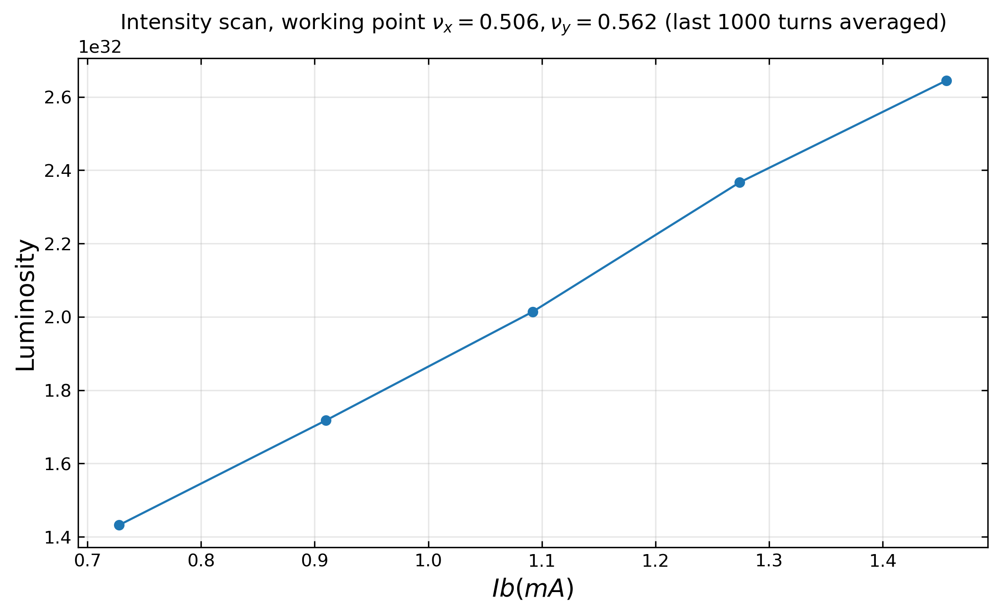 Intensity scan, working point νx = 0.506, νy = 0.562 (last 1000 turns averaged)
1e32
2.6
2.4
2.2
2.0
1.8
1.6
1.4
Luminosity
0.7 0.8 0.9 1.0 1.1 1.2 1.3 1.4
Ib(mA)